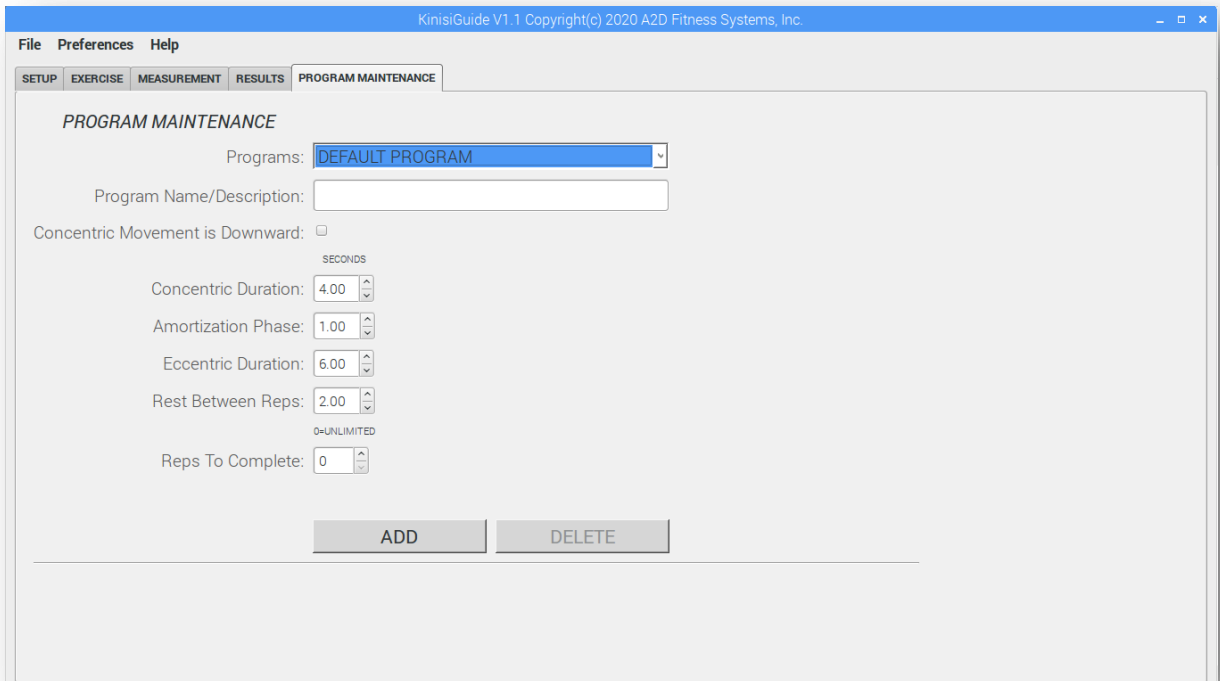 KinisiGuide V1.1 Copyright(c) 2020 A2D Fitness Systems, Inc.
File Preferences Help
SETUP EXERCISE MEASUREMENT RESULTS PROGRAM MAINTENANCE
PROGRAM MAINTENANCE
Programs: DEFAULT PROGRAM
Program Name/Description:
Concentric Movement is Downward:
SECONDS
Concentric Duration: 4.00
Amortization Phase: 1.00
Eccentric Duration: 6.00
Rest Between Reps: 2.00
0=UNLIMITED
Reps To Complete: 0
ADD DELETE